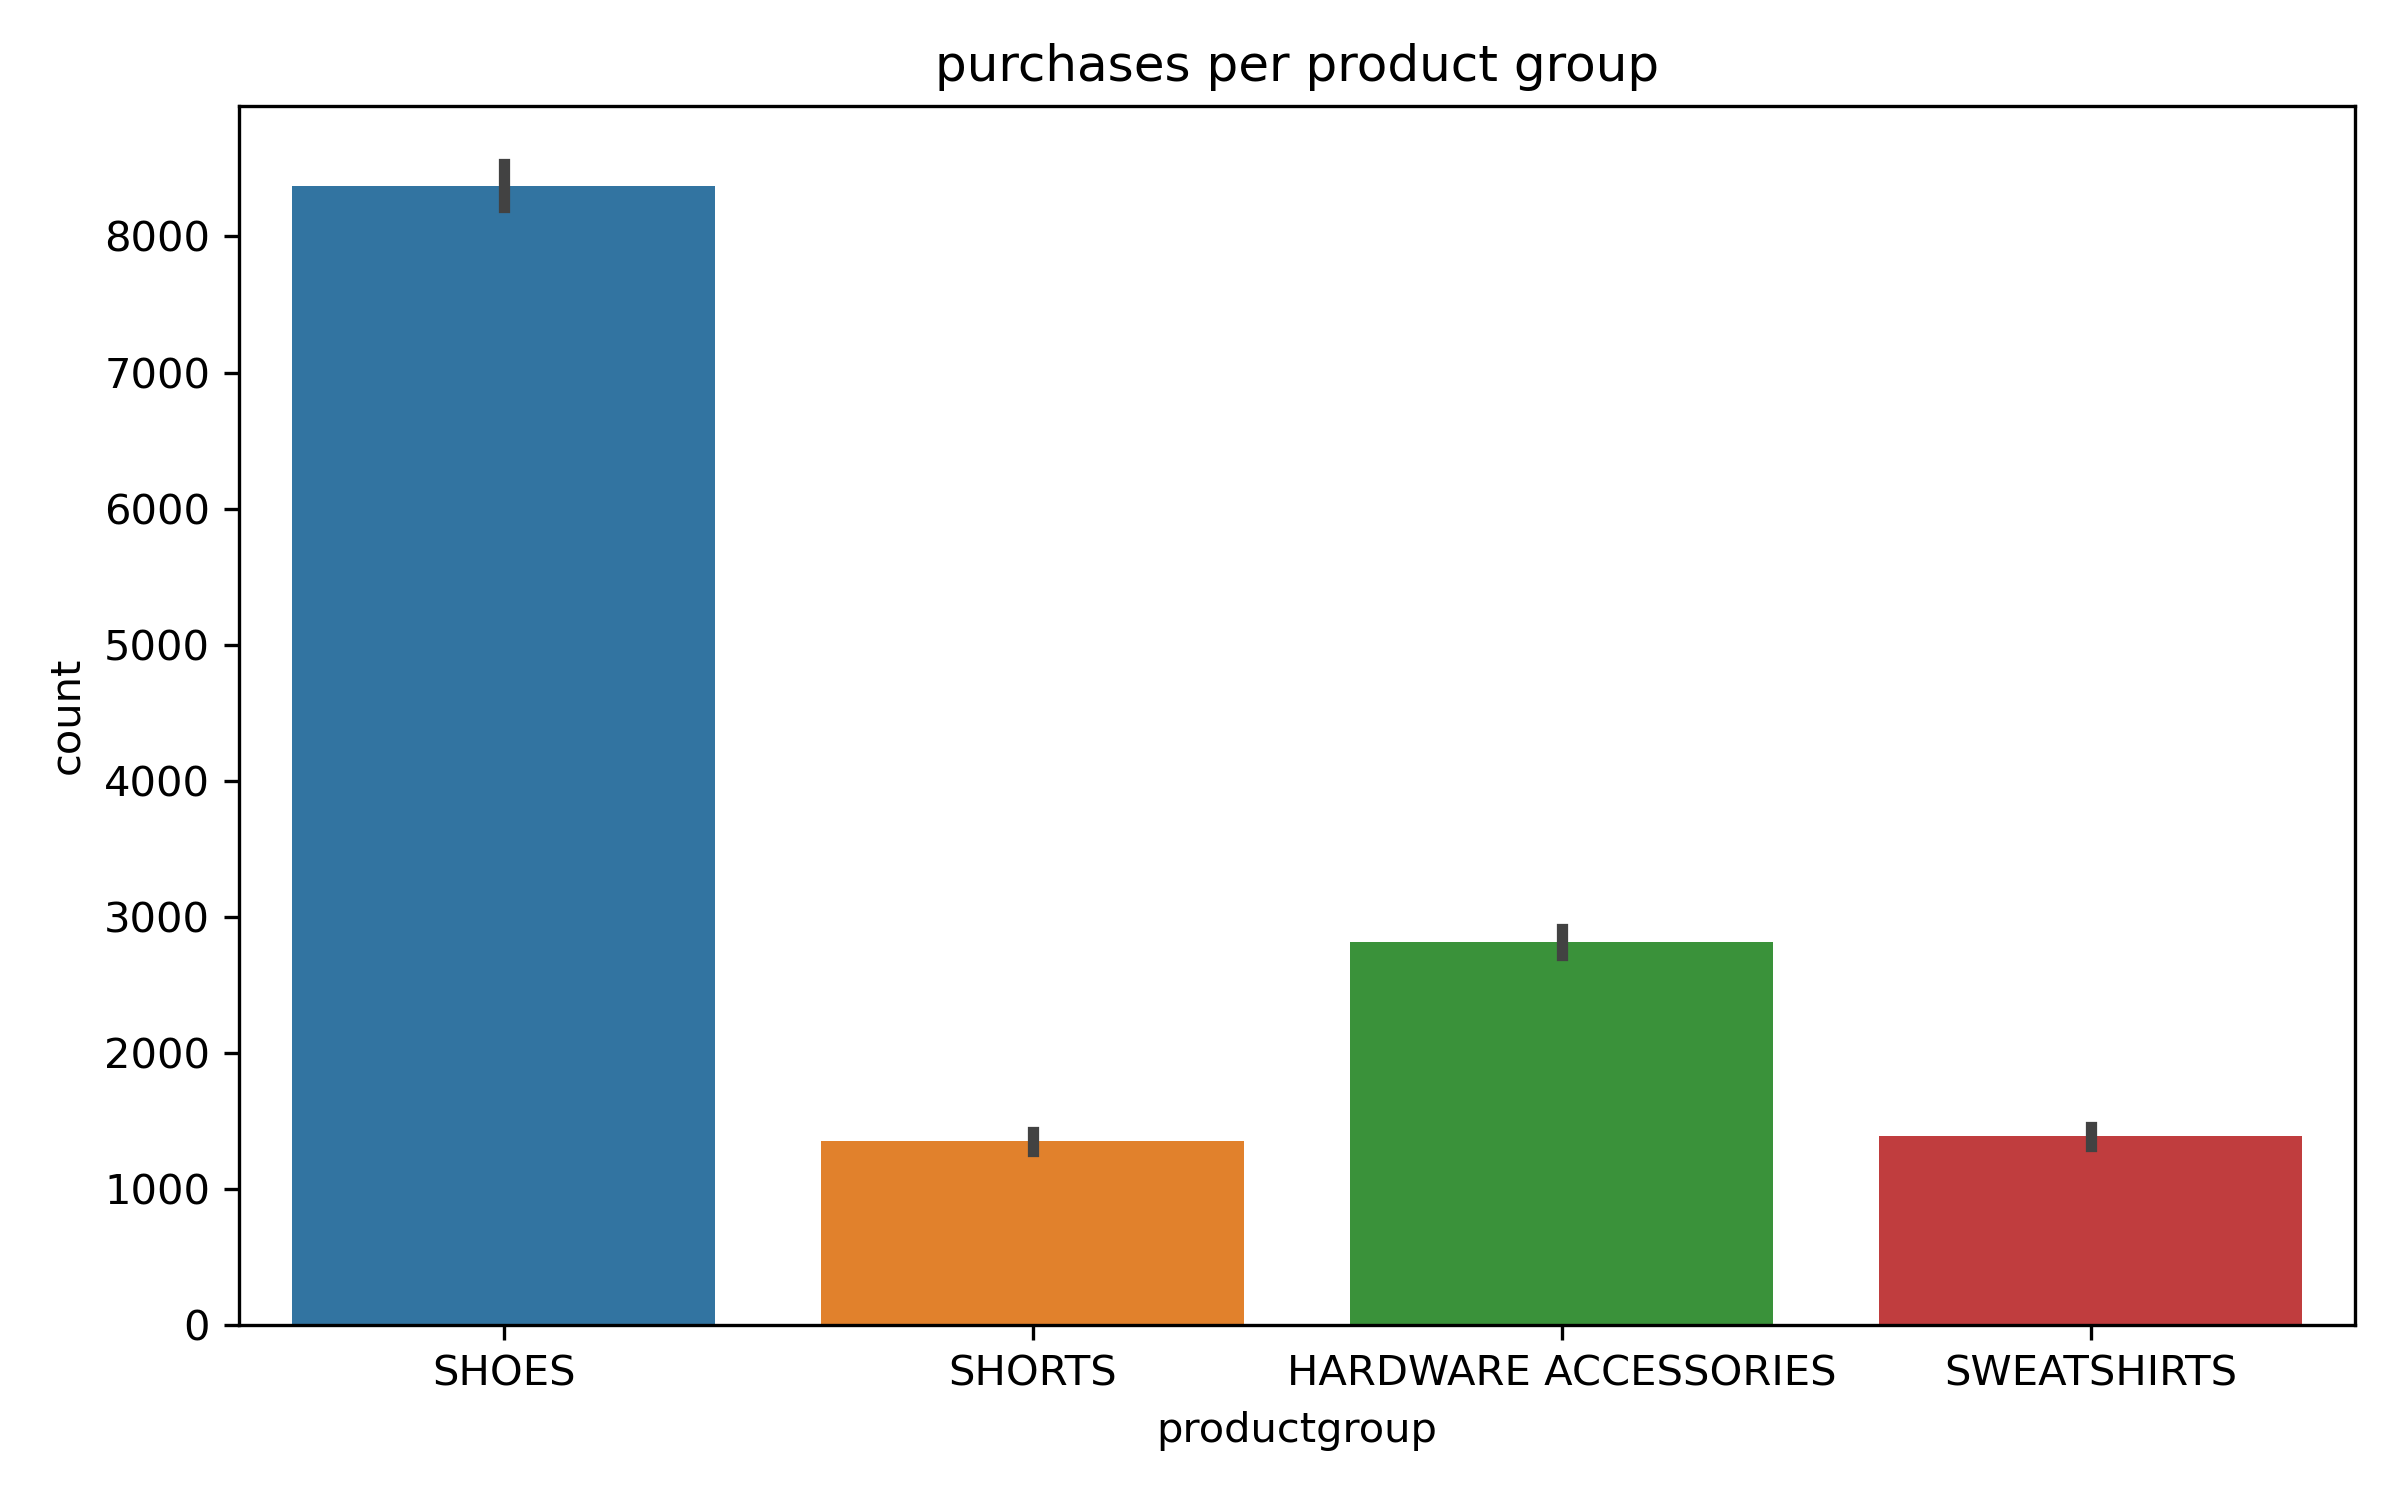 purchases per product group
8000
7000
6000
5000
4000
3000
2000
1000
0
count
SHOES SHORTS HARDWARE ACCESSORIES SWEATSHIRTS
productgroup